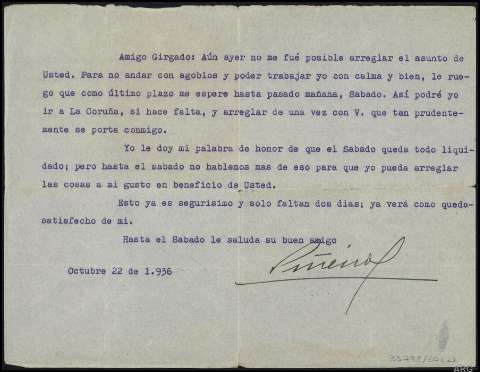 Amigo Girgado: Aún ayer no me fué posible arreglar el asunto de
Usted. Para no andar con agobios y poder trabajar yo con calma y bien, le rue-
go que como último plazo me espere hasta pasado mañana, Sabado. Así podré yo
ir a La Coruña, si hace falta, y arreglar de una vez con V. que tan prudente-
mente se porta conmigo.
Yo le doy mi palabra de honor de que el Sabado queda todo liqui-
dado; pero hasta el sabado no hablemos mas de eso para que yo pueda arreglar
las cosas a mi gusto en beneficio de Usted.
Esto ya es segurisimo y solo faltan dos dias; ya verá como queda
satisfecho de mi.
Hasta el Sabado le saluda su buen amigo
Piñeirol
Octubre 22 de 1.936
ARG